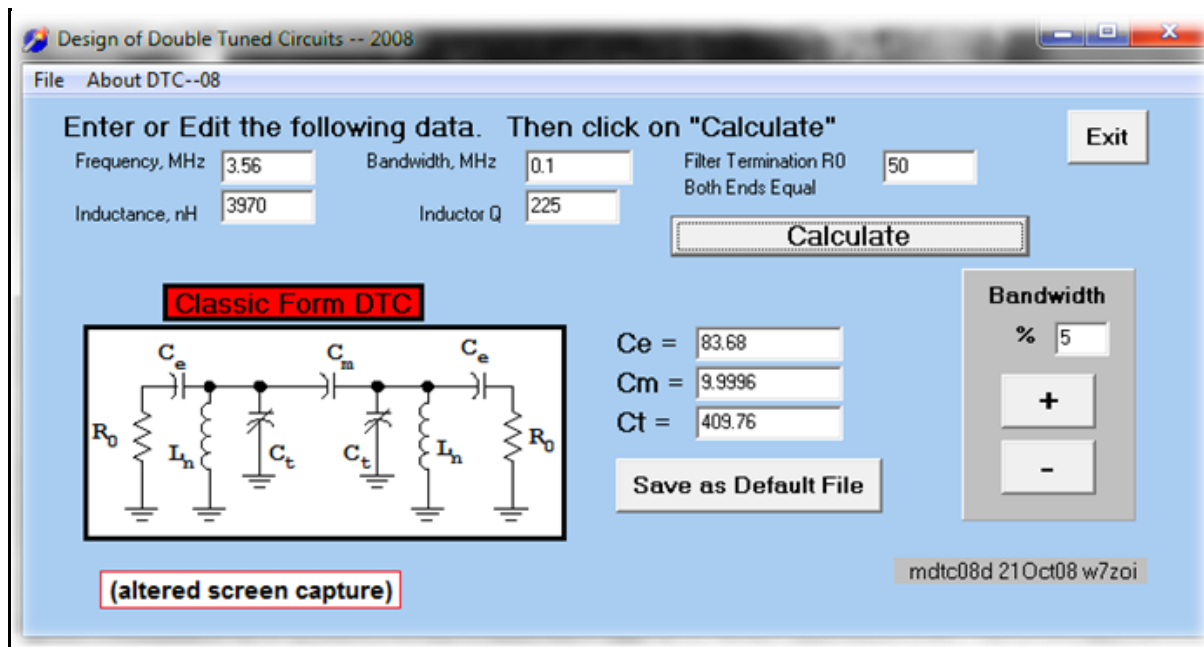 Design of Double Tuned Circuits -- 2008
File About DTC--08
Enter or Edit the following data. Then click on "Calculate"
Exit
Frequency, MHz 3.56
Bandwidth, MHz 0.1
Filter Termination R0 50
Both Ends Equal
Inductance, nH 3970
Inductor Q 225
Calculate
Classic Form DTC
Ce Cm Ce
R0 Ln Ct Ct Ln R0
Ce = 83.68
Cm = 9.9996
Ct = 409.76
Save as Default File
Bandwidth
% 5
+
-
mdtc08d 21Oct08 w7zoi
(altered screen capture)